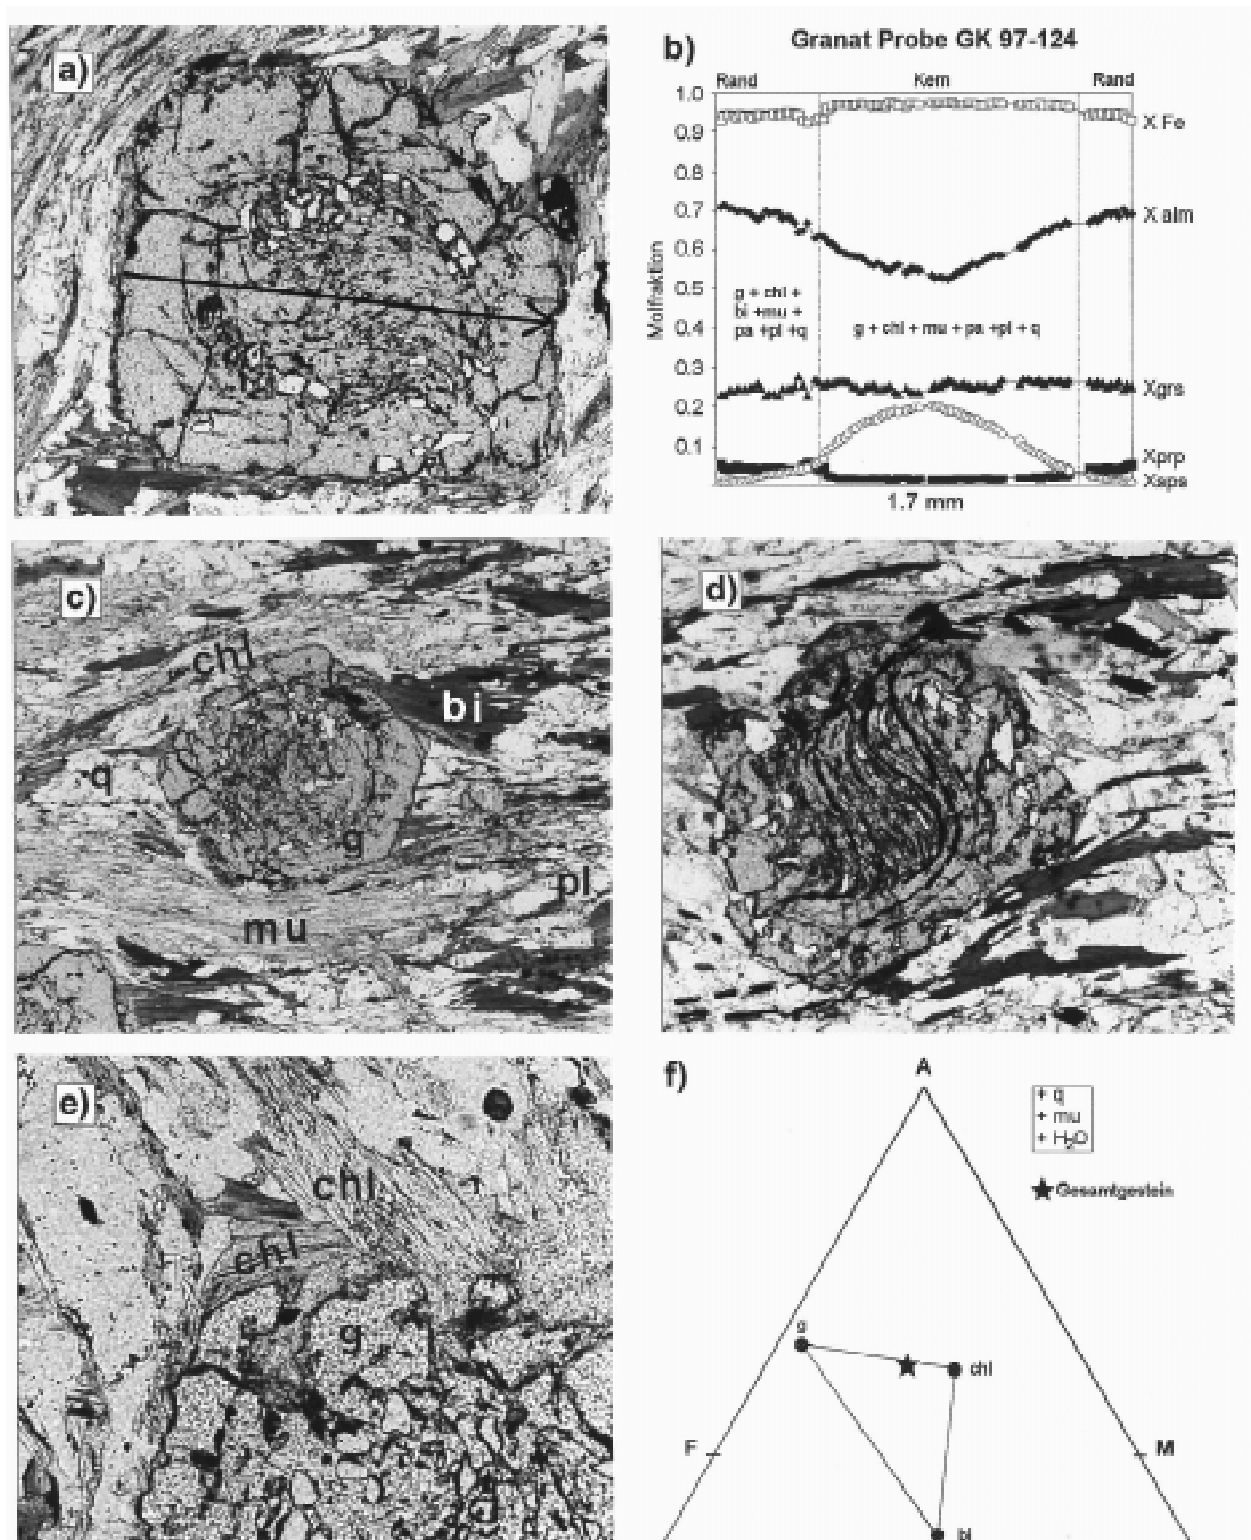 a)
b)
Granat Probe GK 97-124
Rand
Kern
Rand
1.0
0.9
0.8
0.7
0.6
0.5
0.4
0.3
0.2
0.1
Molfraktion
X Fe
X alm
Xgrs
Xprp
Xsps
g + chl +
bi +mu +
pa +pl +q
g + chl + mu + pa +pl + q
1.7 mm
c)
chl
bi
q
g
pl
mu
d)
e)
chl
chl
g
f)
A
+ q
+ mu
+ H2O
Gesamtgestein
g
chl
F
M
bi